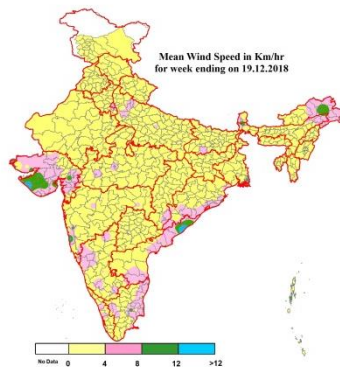 Mean Wind Speed in Km/hr
for week ending on 19.12.2018
No Data 0 4 8 12 >12